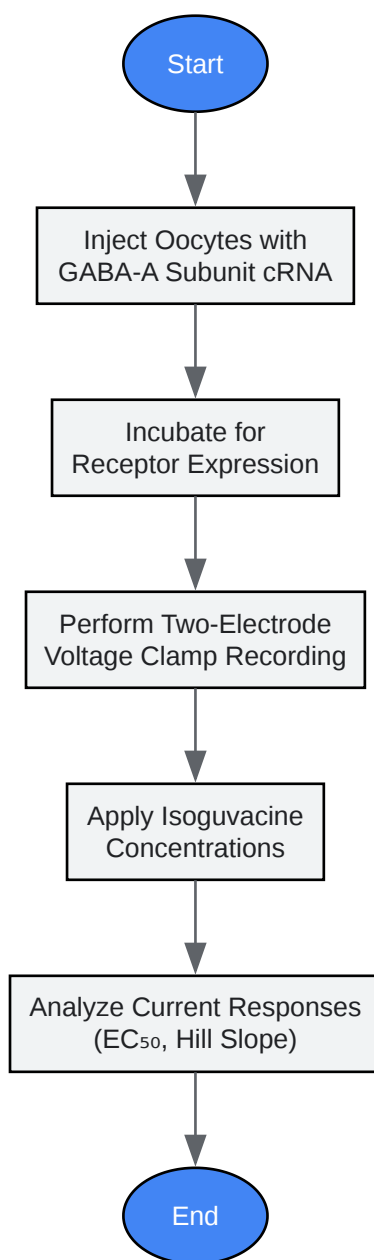 Start
Inject Oocytes with
GABA-A Subunit cRNA
Incubate for
Receptor Expression
Perform Two-Electrode
Voltage Clamp Recording
Apply Isoguvacine
Concentrations
Analyze Current Responses
(EC₅₀, Hill Slope)
End